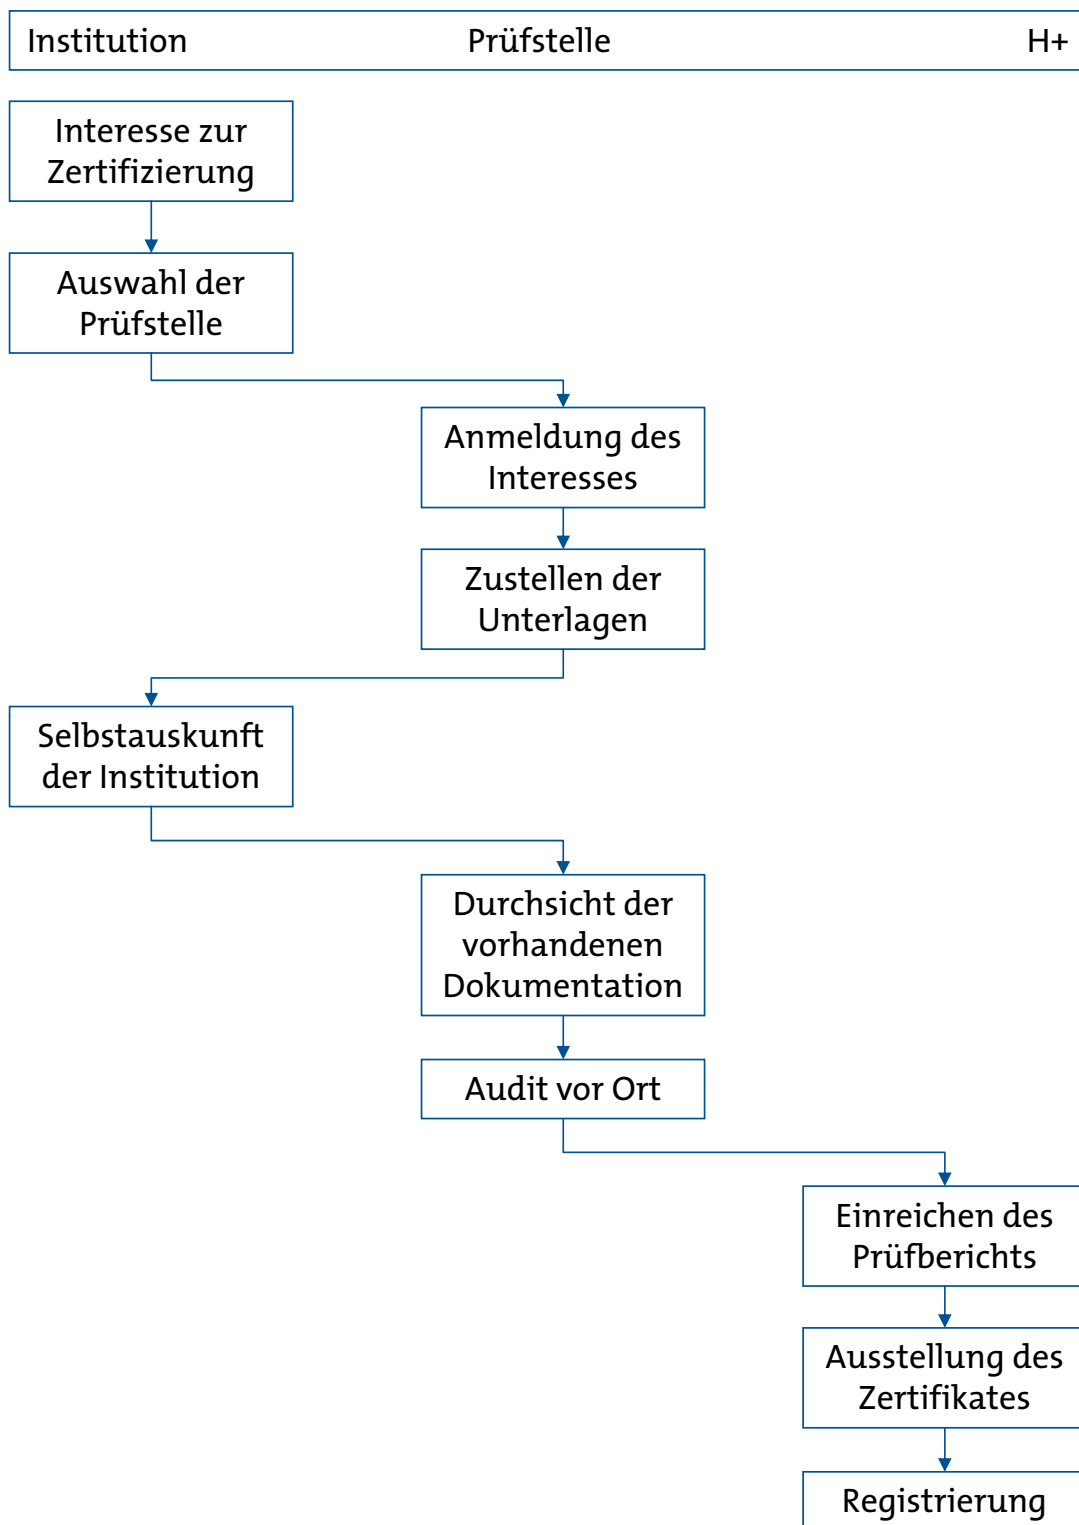 Institution Prüfstelle H+
Interesse zur
Zertifizierung
Auswahl der
Prüfstelle
Anmeldung des
Interesses
Zustellen der
Unterlagen
Selbstauskunft
der Institution
Durchsicht der
vorhandenen
Dokumentation
Audit vor Ort
Einreichen des
Prüfberichts
Ausstellung des
Zertifikates
Registrierung